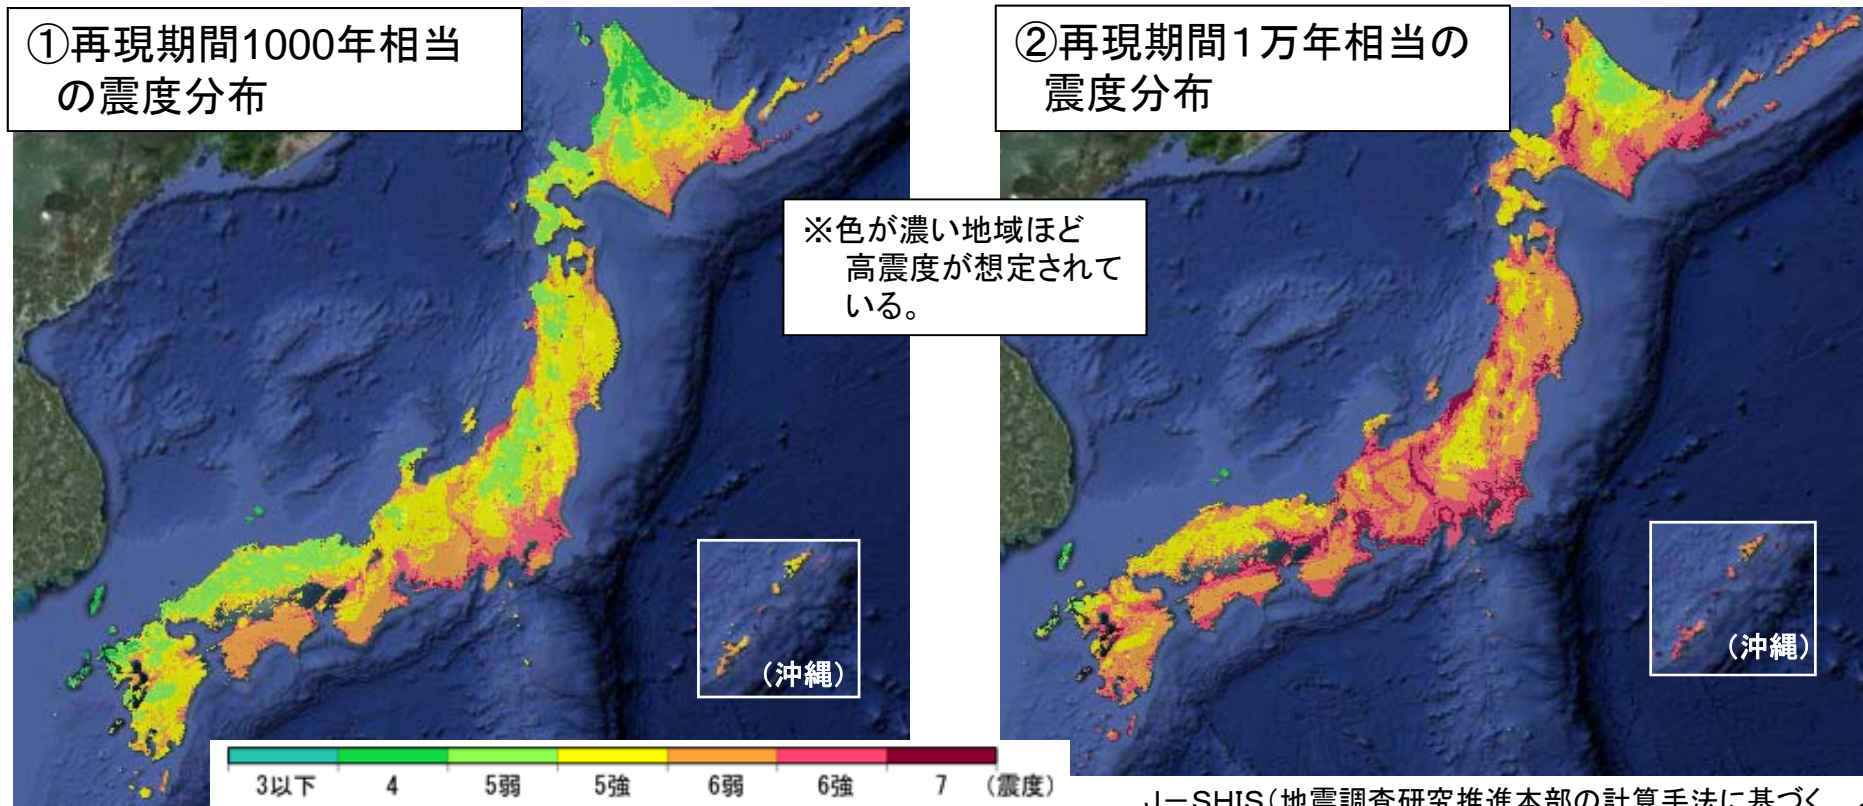 ①再現期間1000年相当
の震度分布
②再現期間1万年相当の
震度分布
※色が濃い地域ほど
高震度が想定されて
いる。
(沖縄)
(沖縄)
3以下 4 5弱 5強 6弱 6強 7 (震度)
J－SHIS(地震調査研究推進本部の計算手法に基づく